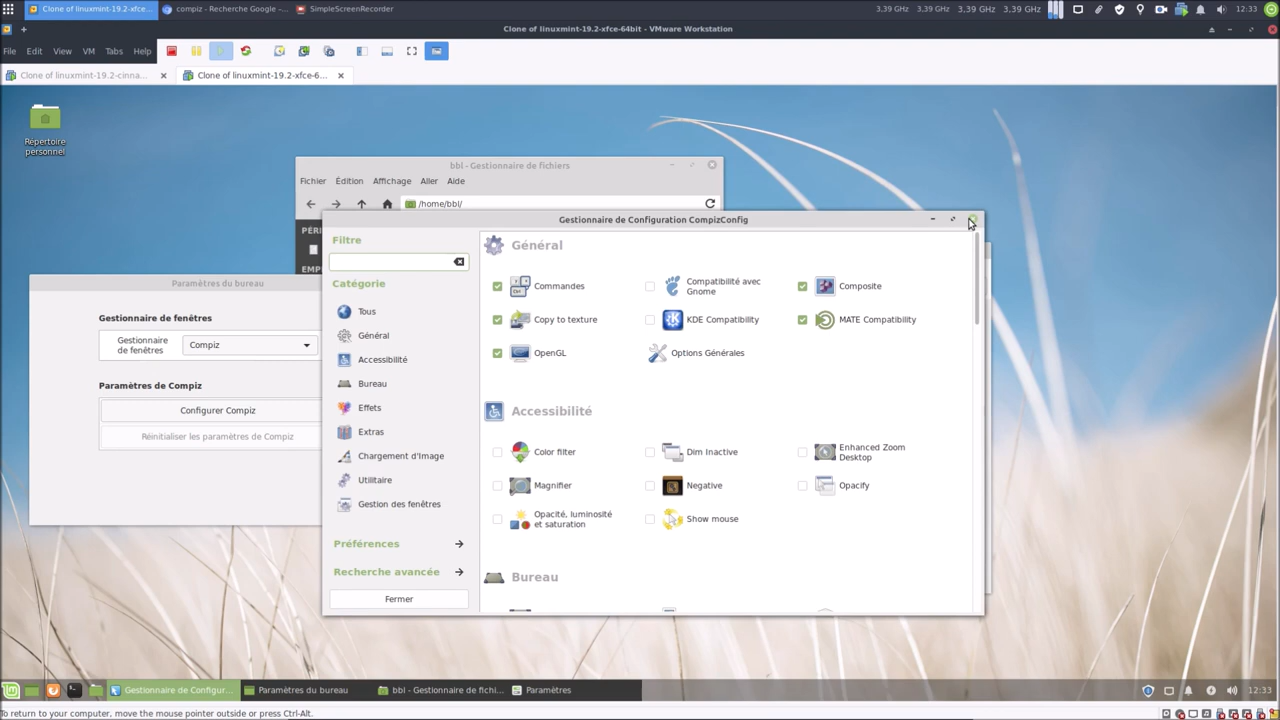 Clone of linuxmint-19.2-xfce...
compiz - Recherche Google –...
SimpleScreenRecorder
3,39 GHz
3,39 GHz
3,39 GHz
3,39 GHz
12:33
Clone of linuxmint-19.2-xfce-64bit - VMware Workstation
File Edit View VM Tabs Help
Clone of linuxmint-19.2-cinna...
Clone of linuxmint-19.2-xfce-6...
Répertoire
personnel
bbl - Gestionnaire de fichiers
Fichier Édition Affichage Aller Aide
/home/bbl/
PÉRI
EMP
Paramètres du bureau
Gestionnaire de fenêtres
Gestionnaire
de fenêtres
Compiz
Paramètres de Compiz
Configurer Compiz
Réinitialiser les paramètres de Compiz
Gestionnaire de Configuration CompizConfig
Filtre
Catégorie
Tous
Général
Accessibilité
Bureau
Effets
Extras
Chargement d'Image
Utilitaire
Gestion des fenêtres
Préférences
Recherche avancée
Fermer
Général
Commandes
Compatibilité avec
Gnome
Composite
Copy to texture
KDE Compatibility
MATE Compatibility
OpenGL
Options Générales
Accessibilité
Color filter
Dim Inactive
Enhanced Zoom
Desktop
Magnifier
Negative
Opacify
Opacité, luminosité
et saturation
Show mouse
Bureau
Gestionnaire de Configur...
Paramètres du bureau
bbl - Gestionnaire de fichi...
Paramètres
12:33
To return to your computer, move the mouse pointer outside or press Ctrl-Alt.